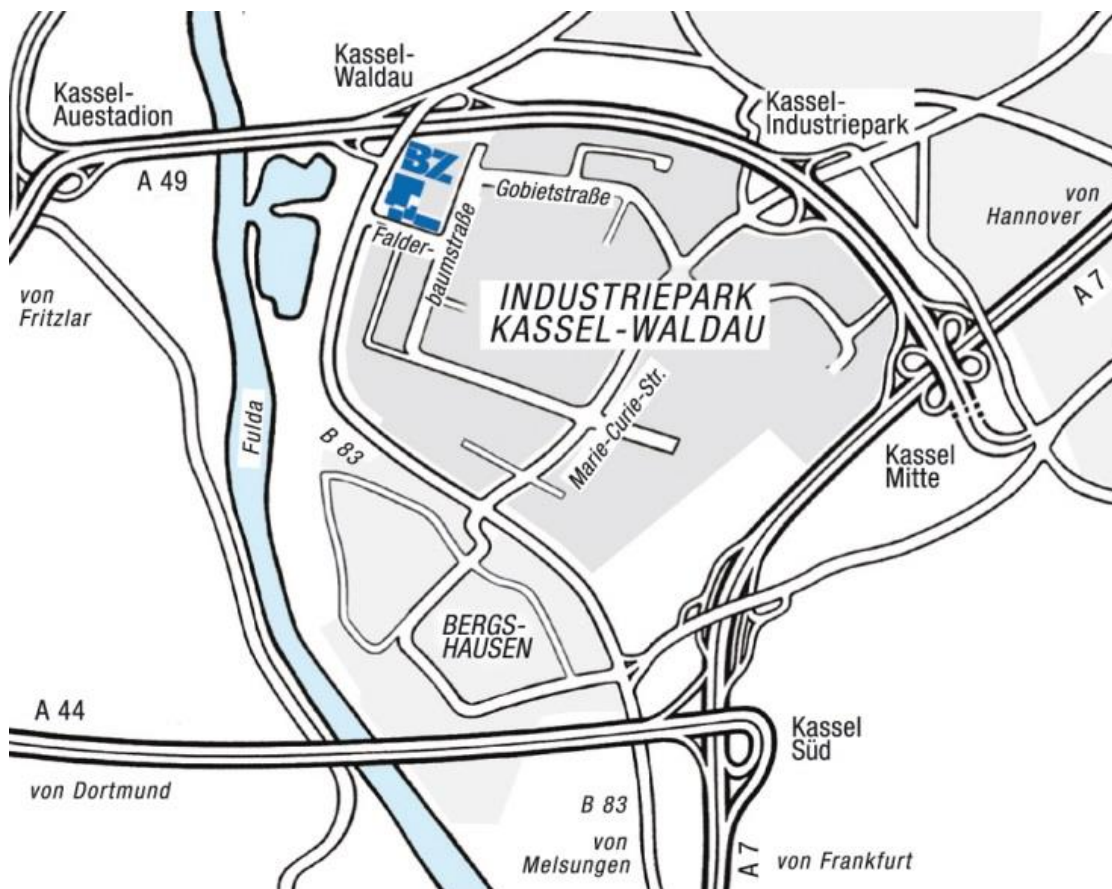 Kassel-
Waldau
Kassel-
Auestadion
Kassel-
Industriepark
A 49
BZ
Gobietstraße
Falder-
baumstraße
von
Hannover
A 7
von
Fritzlar
INDUSTRIEPARK
KASSEL-WALDAU
Fulda
B 83
Marie-Curie-Str.
Kassel
Mitte
BERGS-
HAUSEN
A 44
Kassel
Süd
von Dortmund
B 83
von
Melsungen
A 7
von Frankfurt